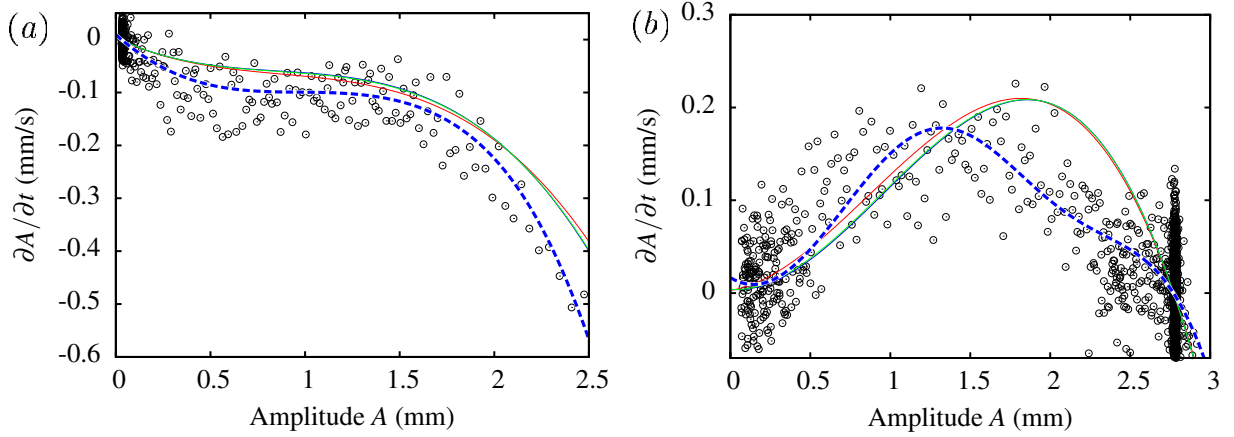 (a)
∂A/∂t (mm/s)
0
-0.1
-0.2
-0.3
-0.4
-0.5
-0.6
0 0.5 1 1.5 2 2.5
Amplitude A (mm)
(b)
∂A/∂t (mm/s)
0.3
0.2
0.1
0
0 0.5 1 1.5 2 2.5 3
Amplitude A (mm)